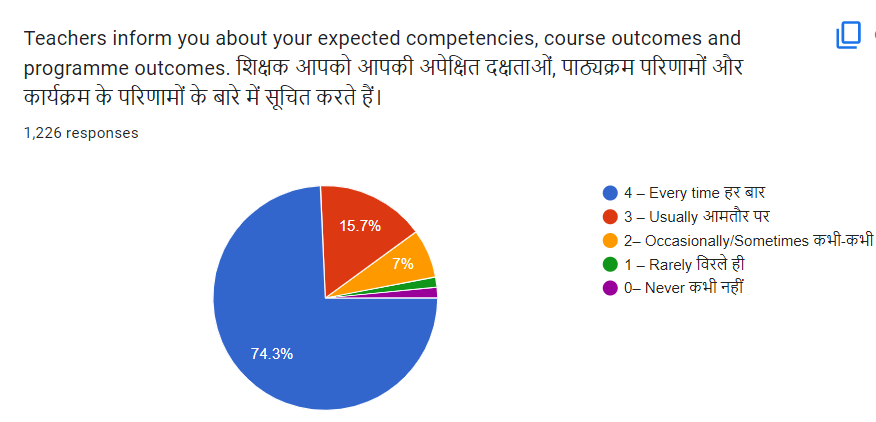 Teachers inform you about your expected competencies, course outcomes and
programme outcomes. शिक्षक आपको आपकी अपेक्षित दक्षताओं, पाठ्यक्रम परिणामों और
कार्यक्रम के परिणामों के बारे में सूचित करते हैं।
1,226 responses
15.7%
7%
74.3%
4 – Every time हर बार
3 – Usually आमतौर पर
2– Occasionally/Sometimes कभी-कभी
1 – Rarely विरले ही
0– Never कभी नहीं